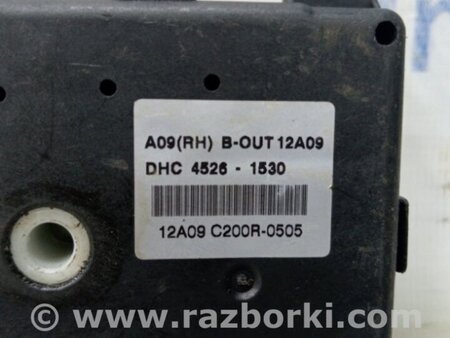 A09(RH) B-OUT 12A09
DHC 4526 - 1530
12A09 C200R-0505
© www.razborki.com